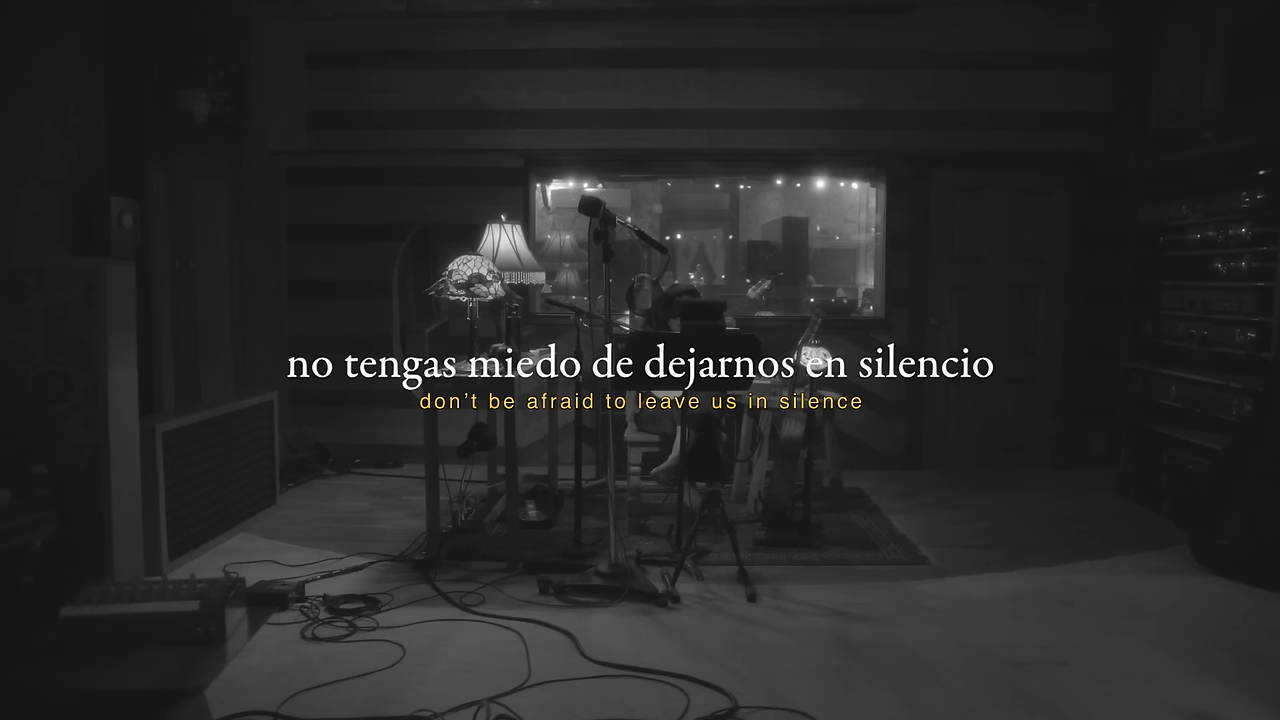 no tengas miedo de dejarnos en silencio
don’t be afraid to leave us in silence